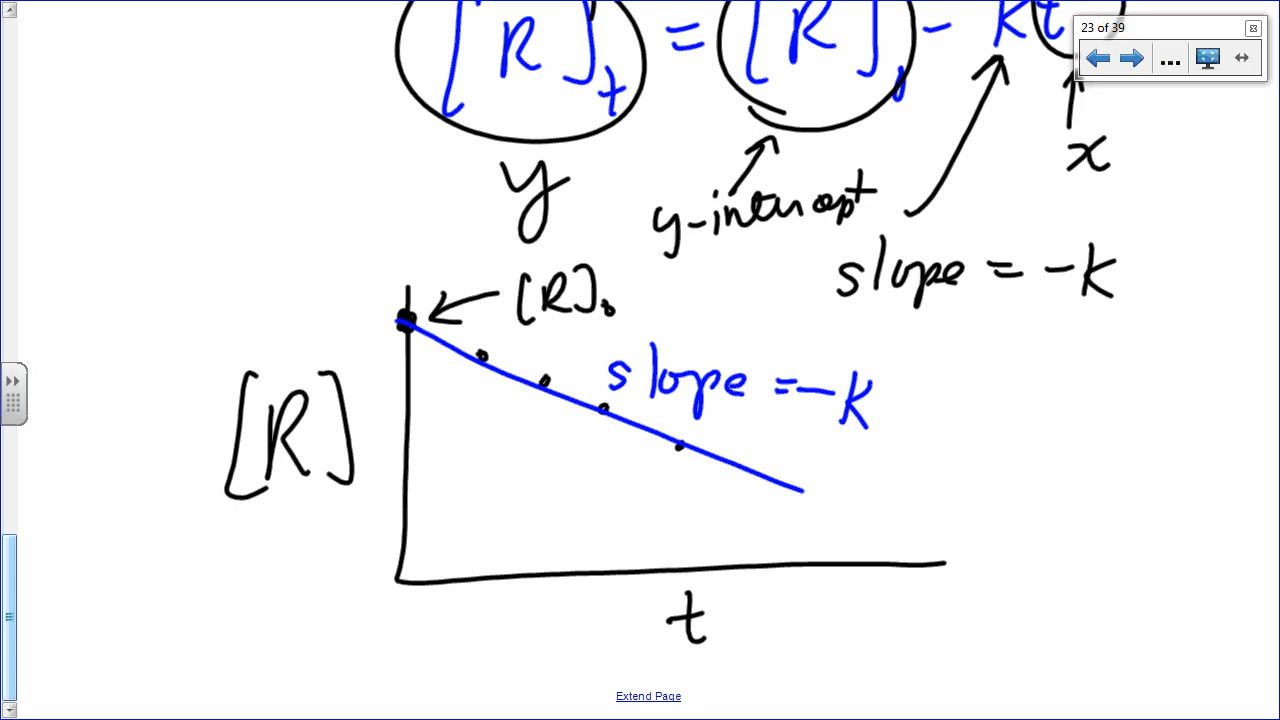 23 of 39
[R]t = [R]0 - kt
y
x
y-intercept
slope = -k
[R]0
slope = -k
[R]
t
Extend Page